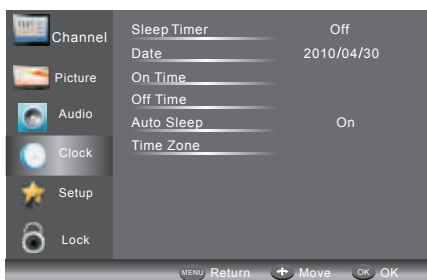 Channel
Picture
Audio
Clock
Setup
Lock
Sleep Timer Off
Date 2010/04/30
On Time
Off Time
Auto Sleep On
Time Zone
MENU Return Move OK OK